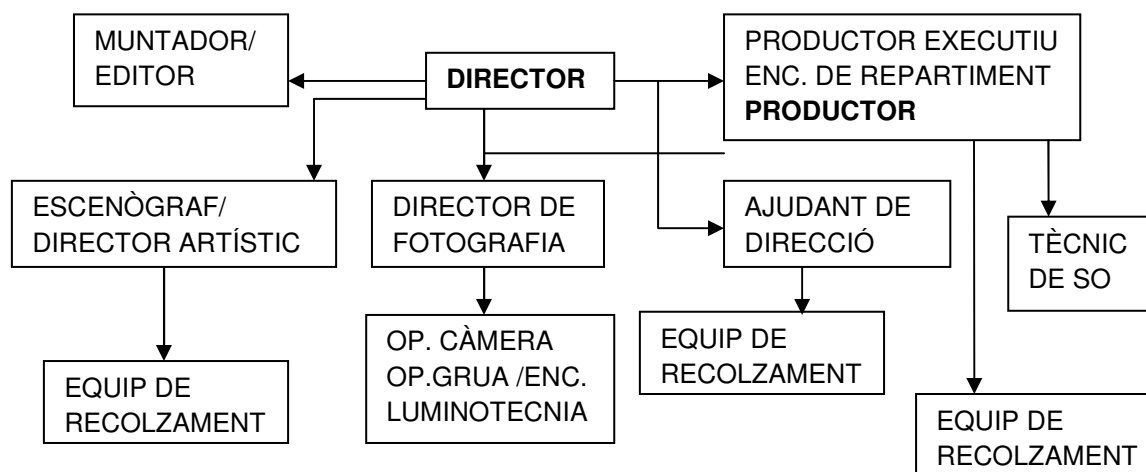 MUNTADOR/
EDITOR
DIRECTOR
PRODUCTOR EXECUTIU
ENC. DE REPARTIMENT
PRODUCTOR
ESCENÒGRAF/
DIRECTOR ARTÍSTIC
DIRECTOR DE
FOTOGRAFIA
AJUDANT DE
DIRECCIÓ
TÈCNIC
DE SO
EQUIP DE
RECOLZAMENT
OP. CÀMERA
OP.GRUA /ENC.
LUMINOTECNIA
EQUIP DE
RECOLZAMENT
EQUIP DE
RECOLZAMENT